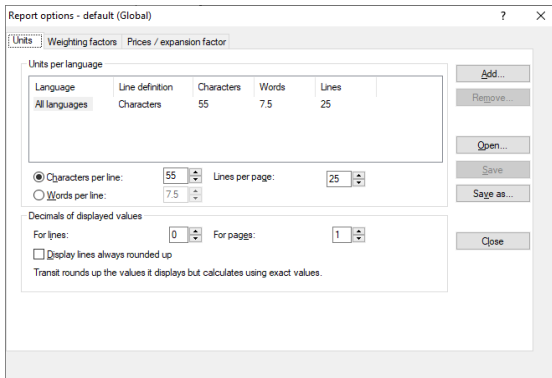 Report options - default (Global)
Units Weighting factors Prices / expansion factor
Units per language
Language Line definition Characters Words Lines
All languages Characters 55 7.5 25
Characters per line: 55 Lines per page: 25
Words per line: 7.5
Decimals of displayed values
For lines: 0 For pages: 1
Display lines always rounded up
Transit rounds up the values it displays but calculates using exact values.
Add...
Remove...
Open...
Save
Save as...
Close